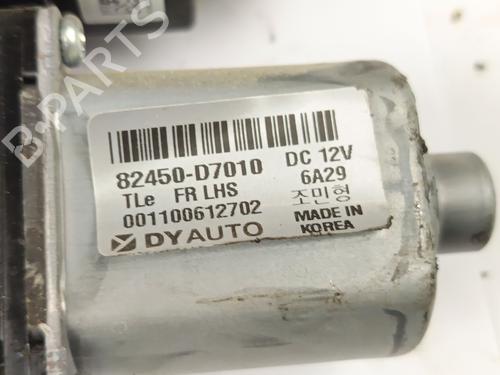 82450-D7010 DC 12V
TLe FR LHS 6A29
001100612702 조민형
DYAUTO MADE IN
KOREA
B-PARTS